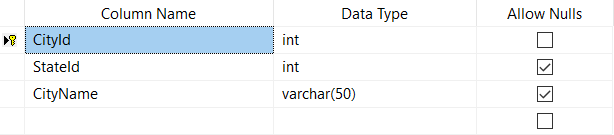 Column Name Data Type Allow Nulls
CityId int
StateId int
CityName varchar(50)